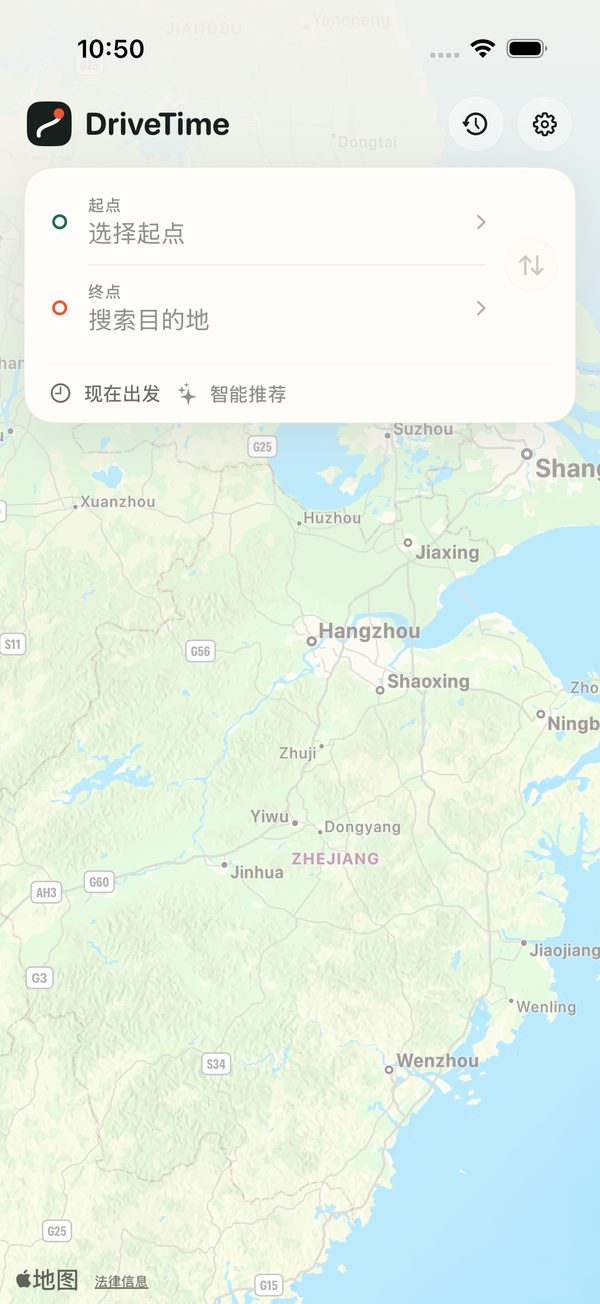 JIANGSU
Yancheng
10:50
G25
DriveTime
Dongtai
起点
选择起点
终点
搜索目的地
现在出发
智能推荐
Suzhou
G25
Shang
Xuanzhou
Huzhou
Jiaxing
Hangzhou
S11
G56
Shaoxing
Zho
Ningb
Zhuji
Yiwu
Dongyang
ZHEJIANG
Jinhua
G60
AH3
Jiaojiang
G3
Wenling
Wenzhou
S34
G25
地图
法律信息
G15